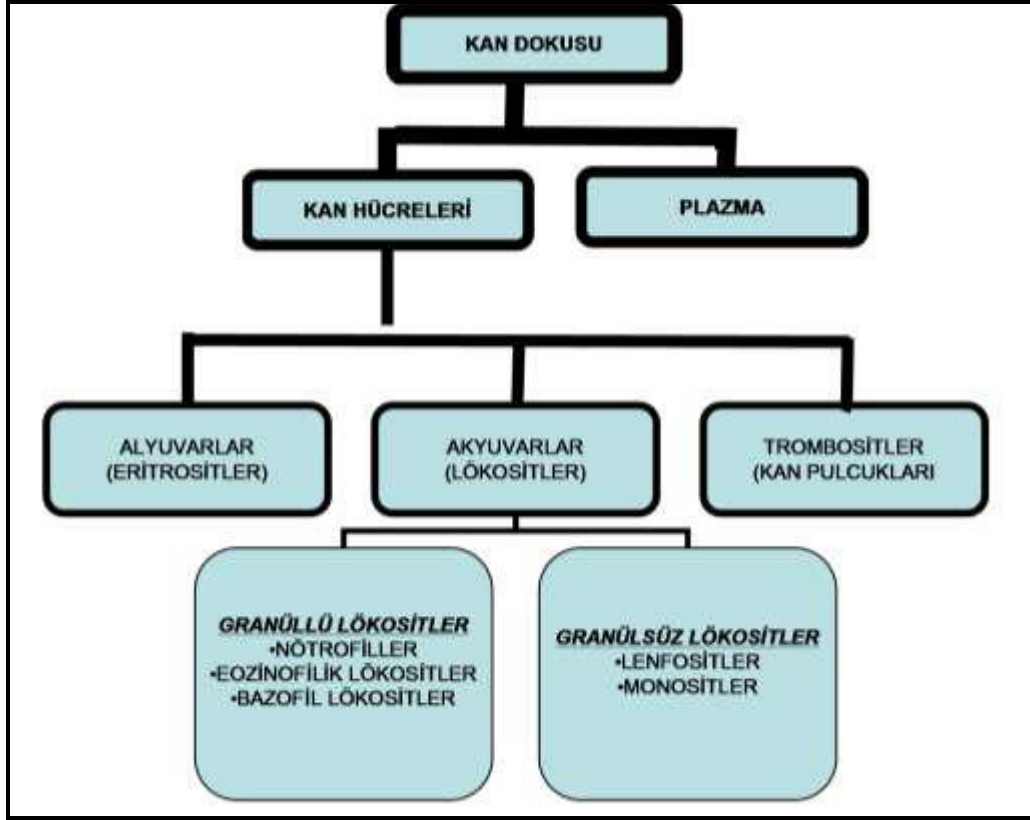 KAN DOKUSU
KAN HÜCRELERİ
PLAZMA
ALYUVARLAR
(ERİTROSİTLER)
AKYUVARLAR
(LÖKOSİTLER)
TROMBOSİTLER
(KAN PULCUKLARI
GRANÜLLÜ LÖKOSİTLER
•NÖTROFİLLER
•EOZİNOFİLİK LÖKOSİTLER
•BAZOFİL LÖKOSİTLER
GRANÜLSÜZ LÖKOSİTLER
•LENFOSİTLER
•MONOSİTLER